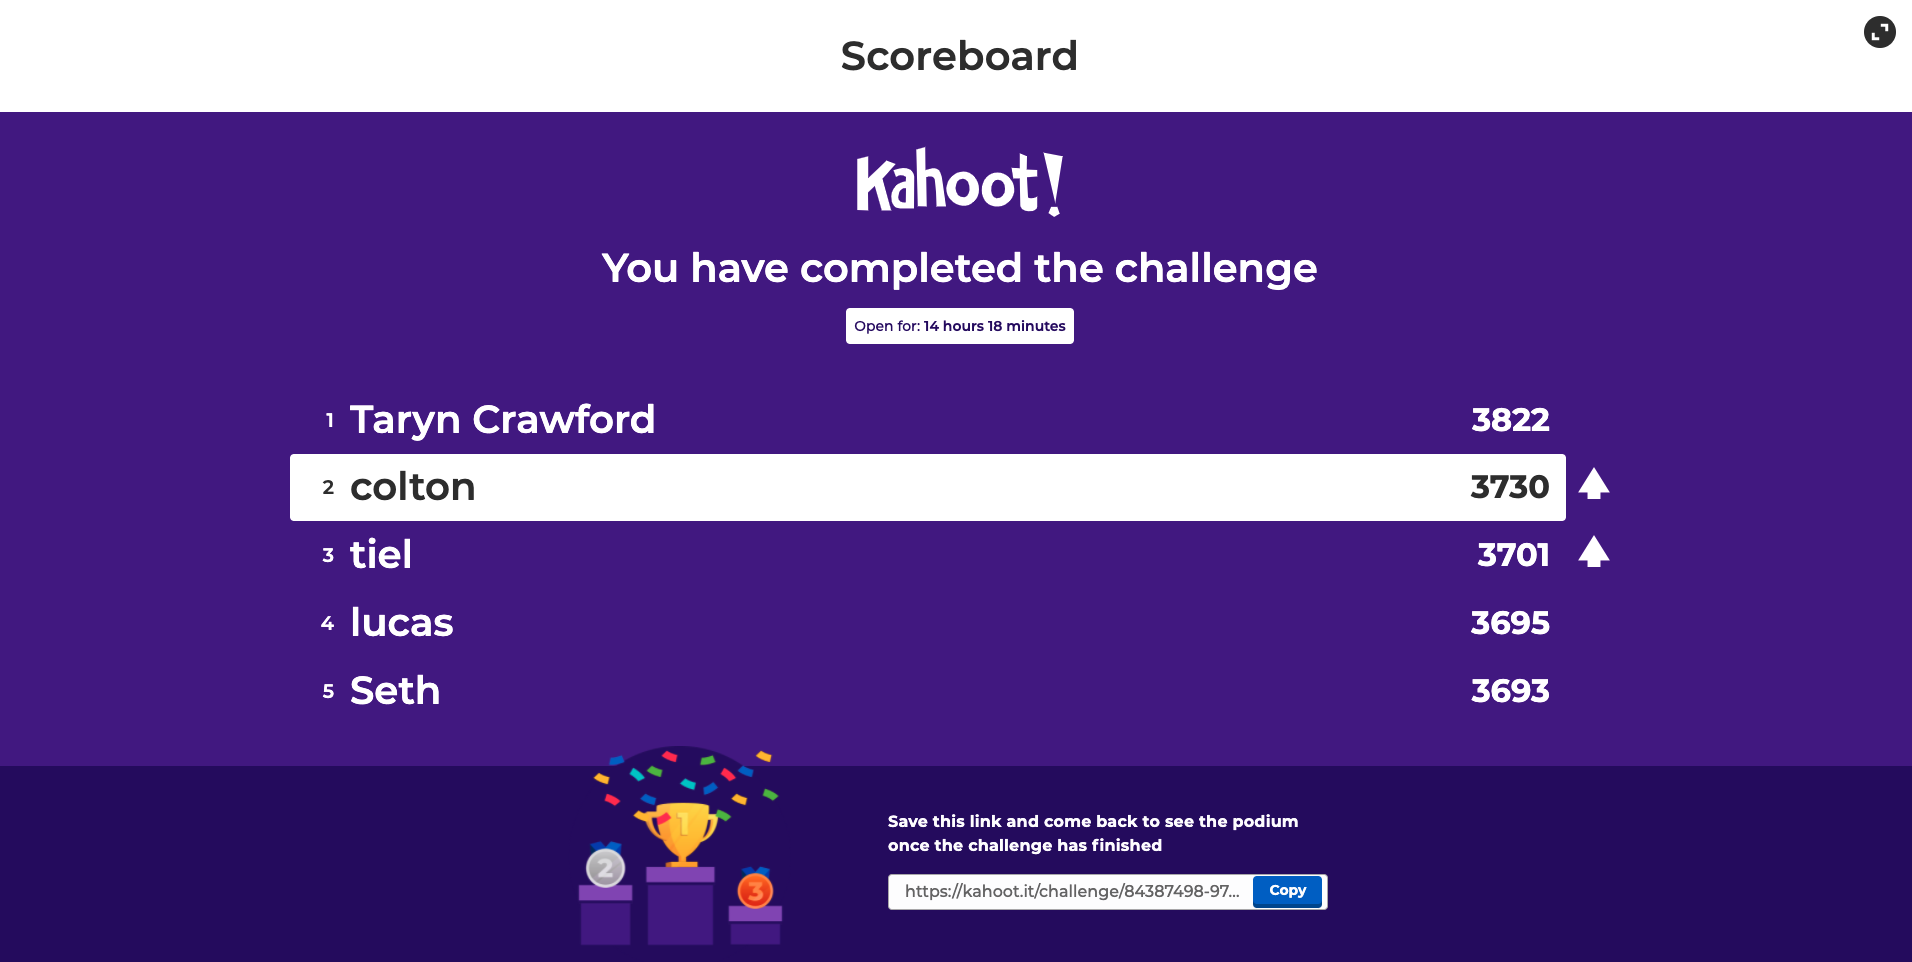 Scoreboard
Kahoot!
You have completed the challenge
Open for: 14 hours 18 minutes
1 Taryn Crawford 3822
2 colton 3730
3 tiel 3701
4 lucas 3695
5 Seth 3693
1
2
3
Save this link and come back to see the podium
once the challenge has finished
https://kahoot.it/challenge/84387498-97... Copy